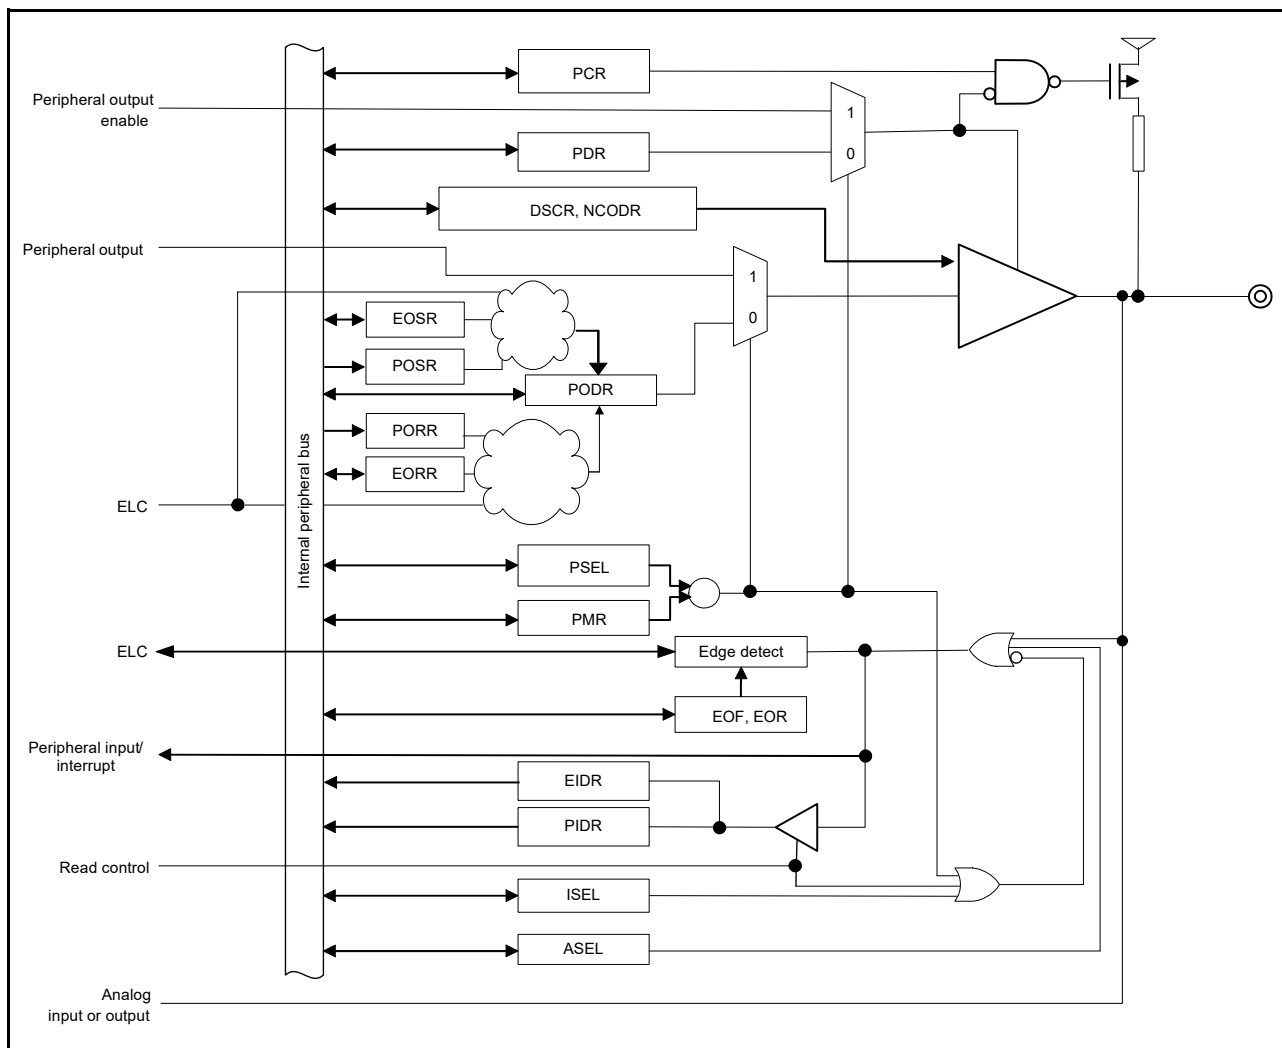 PCR
Peripheral output
enable
1
PDR
0
DSCR, NCODR
Peripheral output
1
EOSR
0
POSR
PODR
PORR
EORR
ELC
Internal peripheral bus
PSEL
PMR
ELC
Edge detect
EOF, EOR
Peripheral input/
interrupt
EIDR
PIDR
Read control
ISEL
ASEL
Analog
input or output